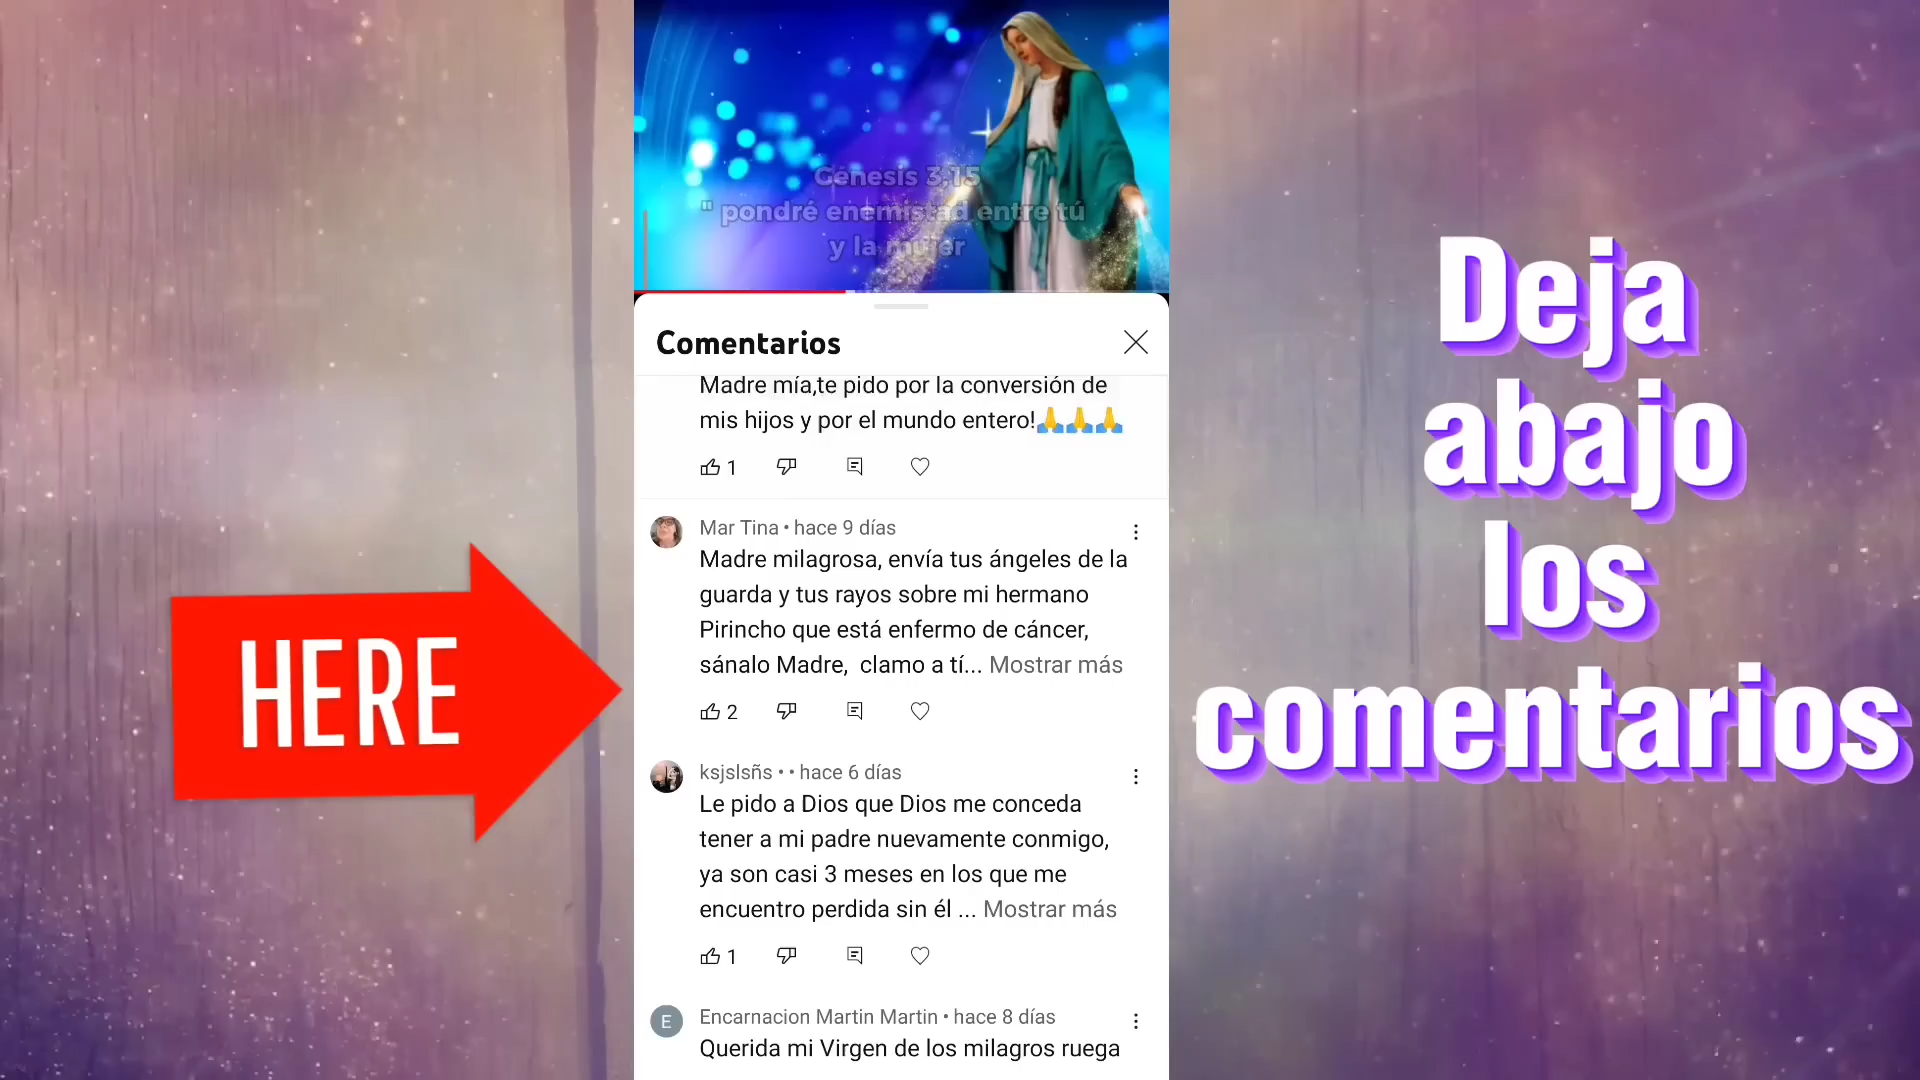 Génesis 3,15
" pondré enemistad entre tú
y la mujer
Comentarios
Madre mía,te pido por la conversión de
mis hijos y por el mundo entero!🙏🙏🙏
1
Mar Tina • hace 9 días
Madre milagrosa, envía tus ángeles de la
guarda y tus rayos sobre mi hermano
Pirincho que está enfermo de cáncer,
sánalo Madre,  clamo a tí... Mostrar más
2
ksjslsñs • • hace 6 días
Le pido a Dios que Dios me conceda
tener a mi padre nuevamente conmigo,
ya son casi 3 meses en los que me
encuentro perdida sin él ... Mostrar más
1
E
Encarnacion Martin Martin • hace 8 días
Querida mi Virgen de los milagros ruega
HERE
Deja
abajo
los
comentarios